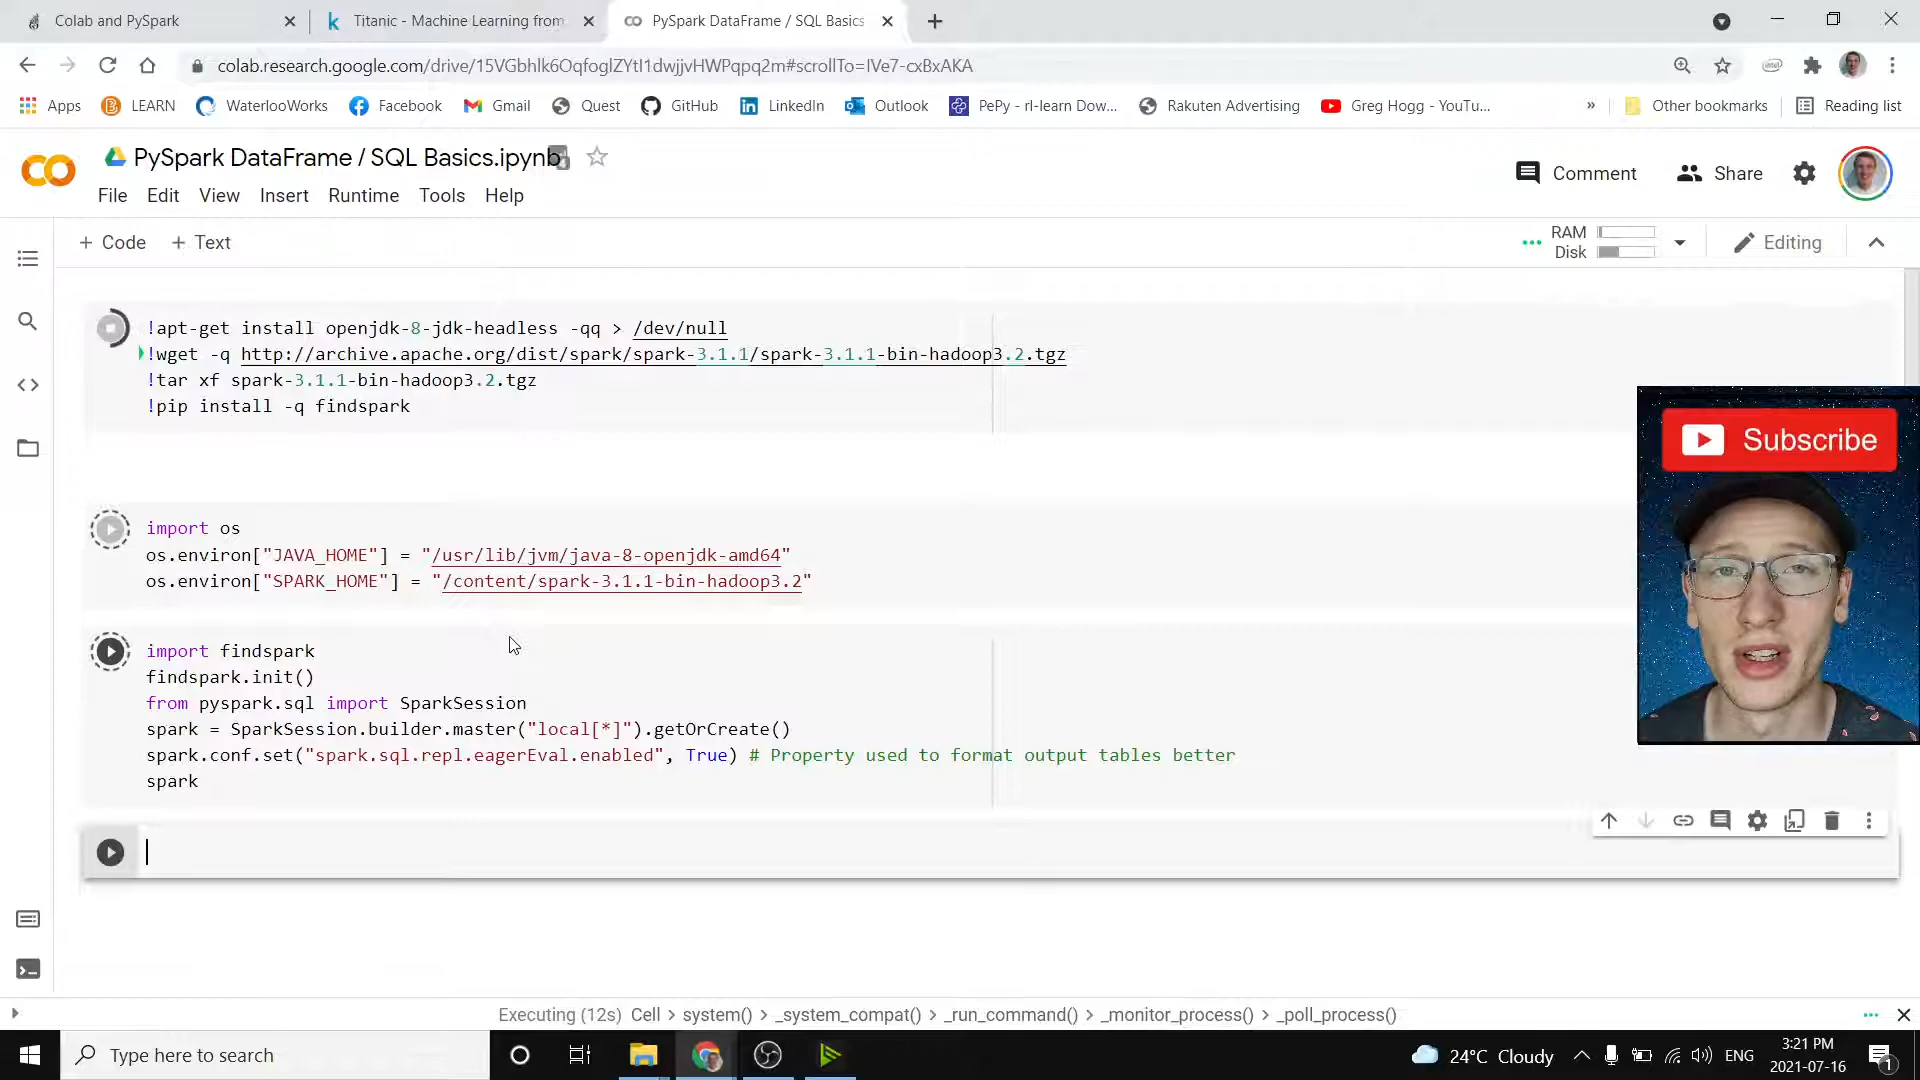 Colab and PySpark
Titanic - Machine Learning from
PySpark DataFrame / SQL Basics
colab.research.google.com/drive/15VGbhlk6OqfoglZYtI1dwjjvHWPqpq2m#scrollTo=IVe7-cxBxAKA
Apps
LEARN
WaterlooWorks
Facebook
Gmail
Quest
GitHub
LinkedIn
Outlook
PePy - rl-learn Dow...
Rakuten Advertising
Greg Hogg - YouTu...
»
Other bookmarks
Reading list
PySpark DataFrame / SQL Basics.ipynb
Comment
Share
File Edit View Insert Runtime Tools Help
+ Code + Text
RAM
Disk
Editing
!apt-get install openjdk-8-jdk-headless -qq > /dev/null
!wget -q http://archive.apache.org/dist/spark/spark-3.1.1/spark-3.1.1-bin-hadoop3.2.tgz
!tar xf spark-3.1.1-bin-hadoop3.2.tgz
!pip install -q findspark
Subscribe
import os
os.environ["JAVA_HOME"] = "/usr/lib/jvm/java-8-openjdk-amd64"
os.environ["SPARK_HOME"] = "/content/spark-3.1.1-bin-hadoop3.2"
import findspark
findspark.init()
from pyspark.sql import SparkSession
spark = SparkSession.builder.master("local[*]").getOrCreate()
spark.conf.set("spark.sql.repl.eagerEval.enabled", True) # Property used to format output tables better
spark
Executing (12s) Cell > system() > _system_compat() > _run_command() > _monitor_process() > _poll_process()
Type here to search
24°C Cloudy
ENG
3:21 PM
2021-07-16
1